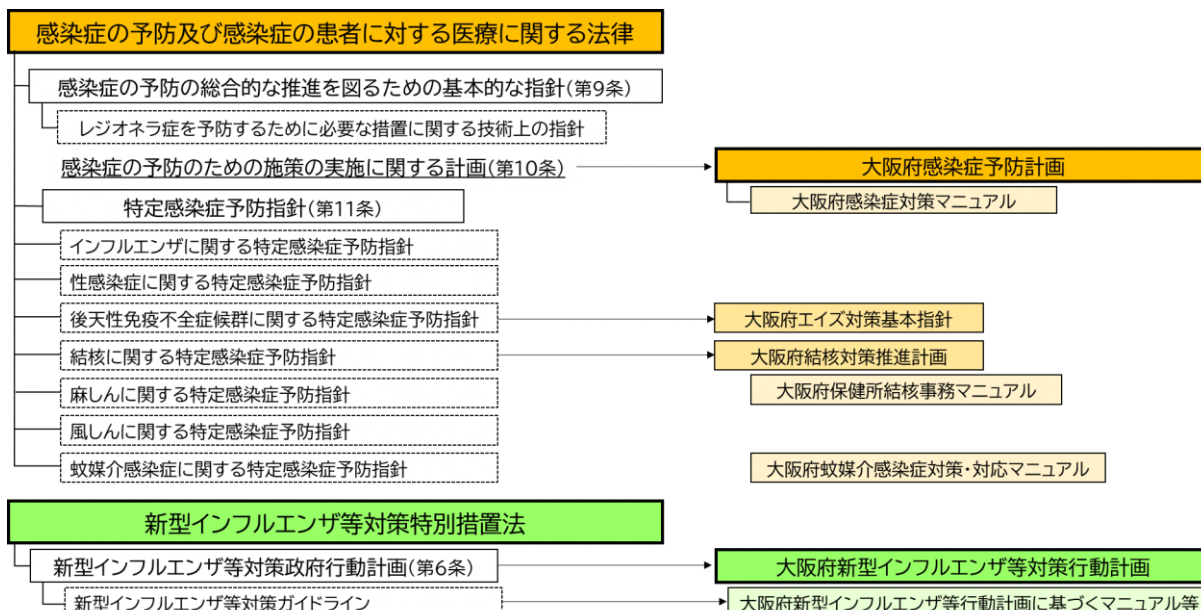 感染症の予防及び感染症の患者に対する医療に関する法律
感染症の予防の総合的な推進を図るための基本的な指針(第9条)
レジオネラ症を予防するために必要な措置に関する技術上の指針
感染症の予防のための施策の実施に関する計画(第10条)
大阪府感染症予防計画
大阪府感染症対策マニュアル
特定感染症予防指針(第11条)
インフルエンザに関する特定感染症予防指針
性感染症に関する特定感染症予防指針
後天性免疫不全症候群に関する特定感染症予防指針
大阪府エイズ対策基本指針
結核に関する特定感染症予防指針
大阪府結核対策推進計画
麻しんに関する特定感染症予防指針
大阪府保健所結核事務マニュアル
風しんに関する特定感染症予防指針
蚊媒介感染症に関する特定感染症予防指針
大阪府蚊媒介感染症対策・対応マニュアル
新型インフルエンザ等対策特別措置法
新型インフルエンザ等対策政府行動計画(第6条)
大阪府新型インフルエンザ等対策行動計画
新型インフルエンザ等対策ガイドライン
大阪府新型インフルエンザ等行動計画に基づくマニュアル等